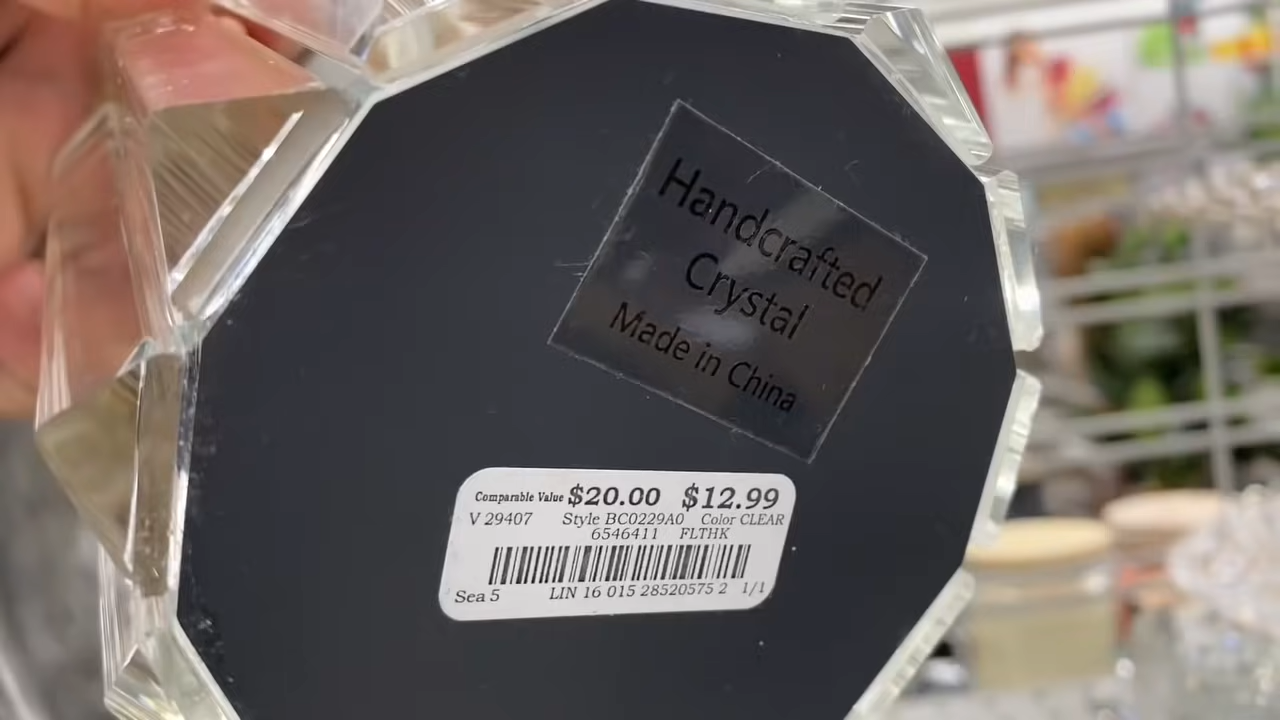 Handcrafted
Crystal
Made in China
Comparable Value $20.00 $12.99
V 29407 Style BC0229A0 Color CLEAR
6546411 FLTHK
Sea 5 LIN 16 015 28520575 2 1/1